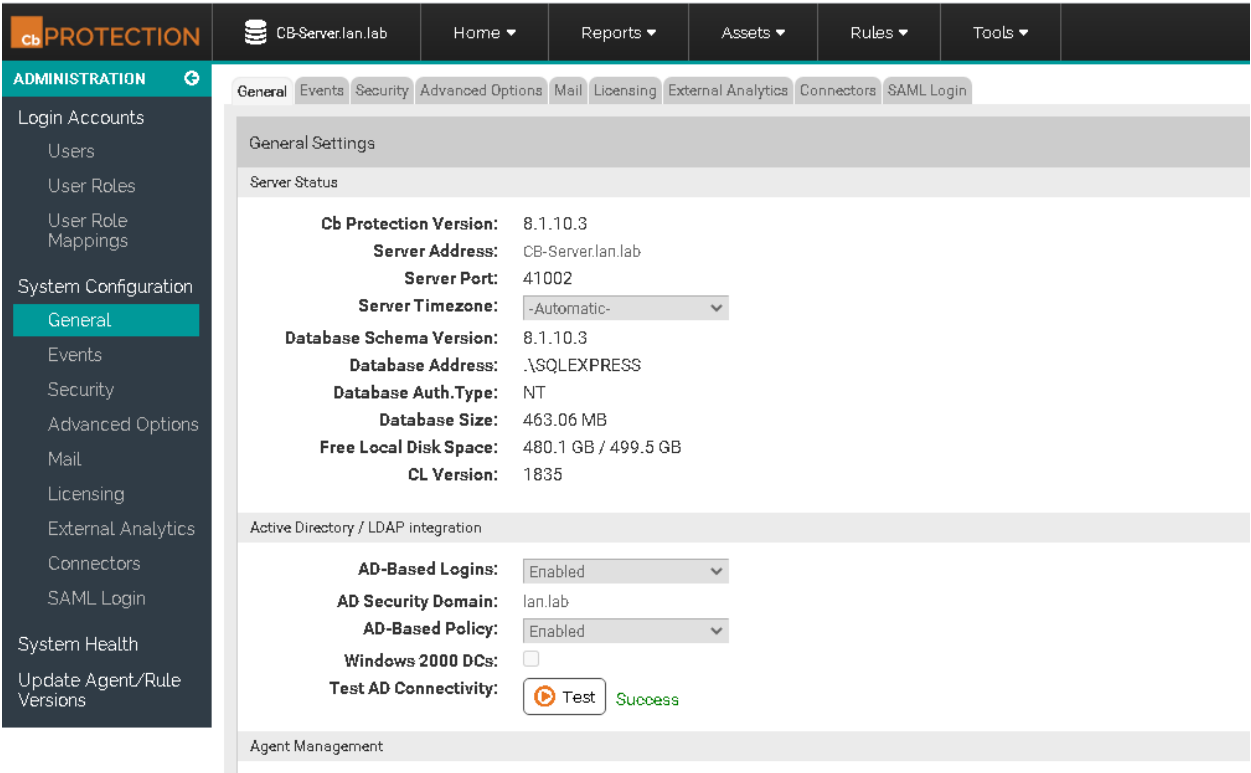 Cb PROTECTION
CB-Server.lan.lab
Home
Reports
Assets
Rules
Tools
ADMINISTRATION
Login Accounts
Users
User Roles
User Role
Mappings
System Configuration
General
Events
Security
Advanced Options
Mail
Licensing
External Analytics
Connectors
SAML Login
System Health
Update Agent/Rule
Versions
General Events Security Advanced Options Mail Licensing External Analytics Connectors SAML Login
General Settings
Server Status
Cb Protection Version: 8.1.10.3
Server Address: CB-Server.lan.lab
Server Port: 41002
Server Timezone: -Automatic-
Database Schema Version: 8.1.10.3
Database Address: .\SQLEXPRESS
Database Auth.Type: NT
Database Size: 463.06 MB
Free Local Disk Space: 480.1 GB / 499.5 GB
CL Version: 1835
Active Directory / LDAP integration
AD-Based Logins: Enabled
AD Security Domain: lan.lab
AD-Based Policy: Enabled
Windows 2000 DCs:
Test AD Connectivity: Test Success
Agent Management